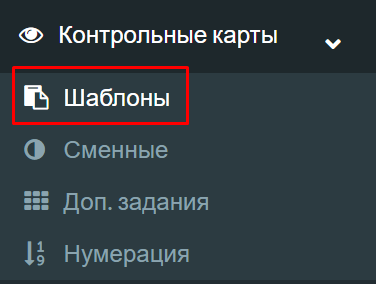 Контрольные карты
Шаблоны
Сменные
Доп. задания
Нумерация